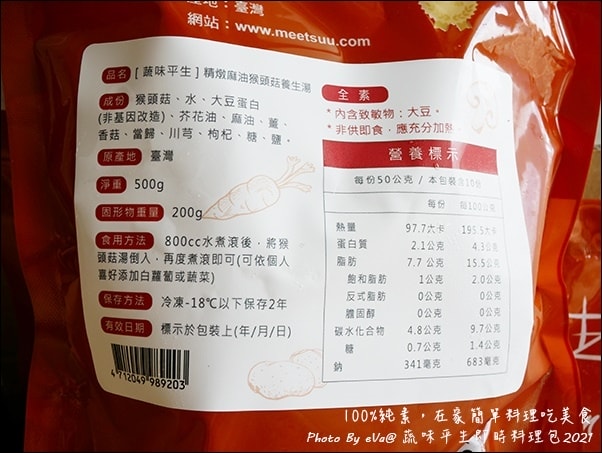 產地：臺灣
網站：www.meetsuu.com
品名 [ 蔬味平生 ] 精燉麻油猴頭菇養生湯
成份 猴頭菇、水、大豆蛋白
(非基因改造)、芥花油、麻油、薑、
香菇、當歸、川芎、枸杞、糖、鹽。
原產地 臺灣
淨重 500g
固形物重量 200g
食用方法 800cc水煮滾後，將猴
頭菇湯倒人，再度煮滾即可(可依個人
喜好添加白蘿蔔或蔬菜)
保存方法 冷凍-18℃以下保存2年
有效日期 標示於包裝上(年/月/日)
4712049989203
全素
* 內含致敏物：大豆。
* 非供即食，應充分加熱
營養標示
每份50公克 / 本包裝含10份
每份 每100公克
熱量 97.7大卡 195.5大卡
蛋白質 2.1公克 4.3公克
脂肪 7.7 公克 15.5公克
飽和脂肪 1公克 2.0公克
反式脂肪 0公克 0公克
膽固醇 0公克 0公克
碳水化合物 4.8公克 9.7公克
糖 0.7公克 1.4公克
鈉 341毫克 683毫克
100%純素，在家簡單料理吃美食
Photo By eVa@ 蔬味平生即時料理包2021